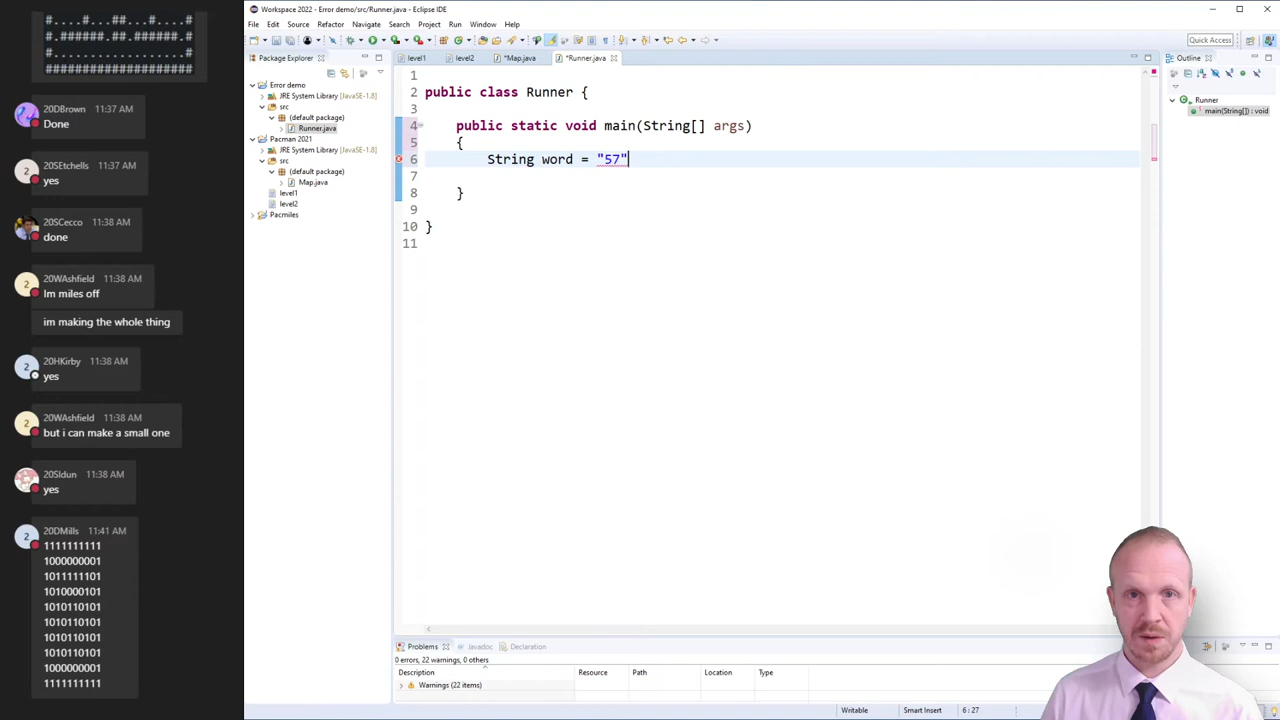 #....#...#....#...#
#.######.##.######.#
#..................#
####################
20DBrown 11:37 AM
Done
20SEtchels 11:38 AM
done
20SCecco 11:38 AM
done
20WAshfield 11:38 AM
Im miles off
im making the whole thing
20HKirby 11:38 AM
yes
20WAshfield 11:38 AM
but i can make a small one
20SIdun 11:38 AM
yes
20DMills 11:41 AM
1111111111
1000000001
1011111101
1010000101
1010110101
1010110101
1010110101
1010110101
1000000001
1111111111
Workspace 2022 - Error demo/src/Runner.java - Eclipse IDE
File Edit Source Refactor Navigate Search Project Run Window Help
Quick Access
Package Explorer
Error demo
JRE System Library [JavaSE-1.8]
src
(default package)
Runner.java
Pacman 2021
JRE System Library [JavaSE-1.8]
src
(default package)
Map.java
level1
level2
Pacmiles
level1 level2 *Map.java *Runner.java
1
2 public class Runner {
3
4 public static void main(String[] args)
5 {
6 String word = "57"
7
8 }
9
10 }
11
Outline
Runner
main(String[]) : void
Problems Javadoc Declaration
0 errors, 22 warnings, 0 others
Description Resource Path Location Type
Warnings (22 items)
Writable Smart Insert 6 : 27